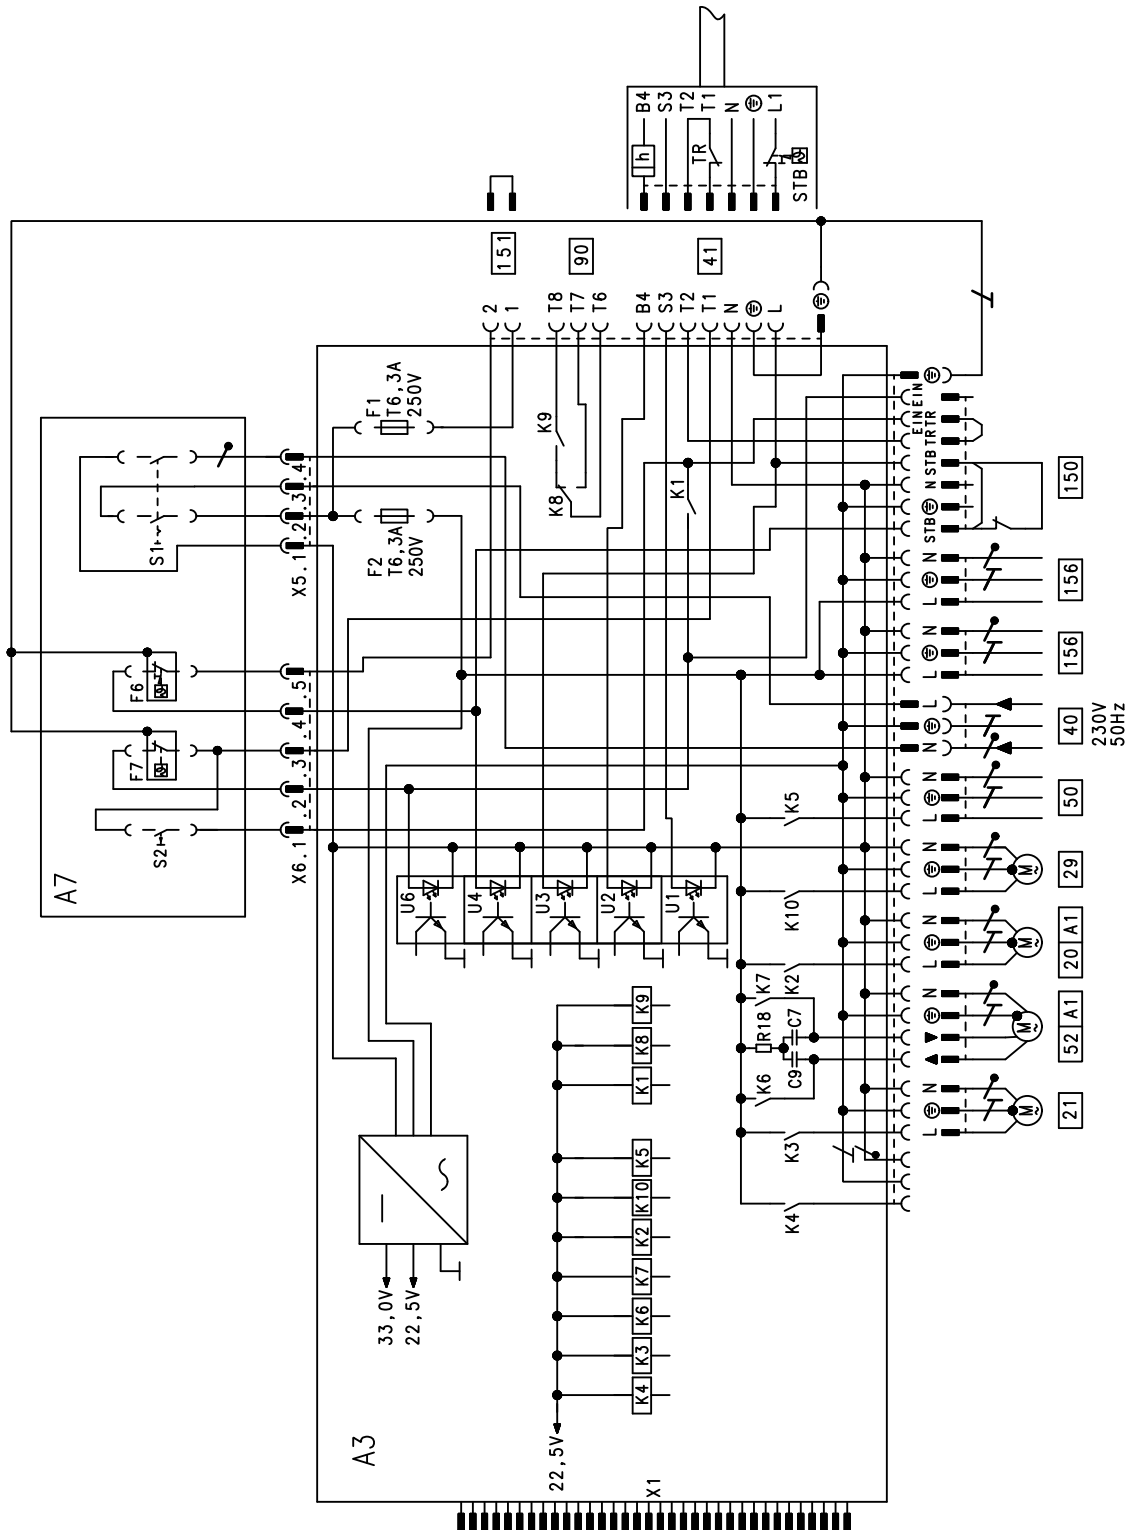 B4
S3
T2
T1
N
L1
h
TR
STB
151
90
41
2
1
T8
T7
T6
B4
S3
T2
T1
N
L
A7
S1
F6
F7
S2
X5.1 .2 .3 .4
X6.1 .2 .3 .4 .5
F1
T6,3A
250V
F2
T6,3A
250V
K9
K8
K1
EIN
EIN
TR
TR
STB
N
STB
150
N
L
156
N
L
156
L
N
40
230V
50Hz
N
L
50
K5
N
L
29
M~
K10
N
L
20 A1
M~
K2
N
52 A1
M~
K7
R18
C7
C9
K6
N
L
21
M~
K3
K4
U6
U4
U3
U2
U1
K9
K8
K1
K5
K10
K2
K7
K6
K3
K4
33,0V
22,5V
22,5V
A3
X1